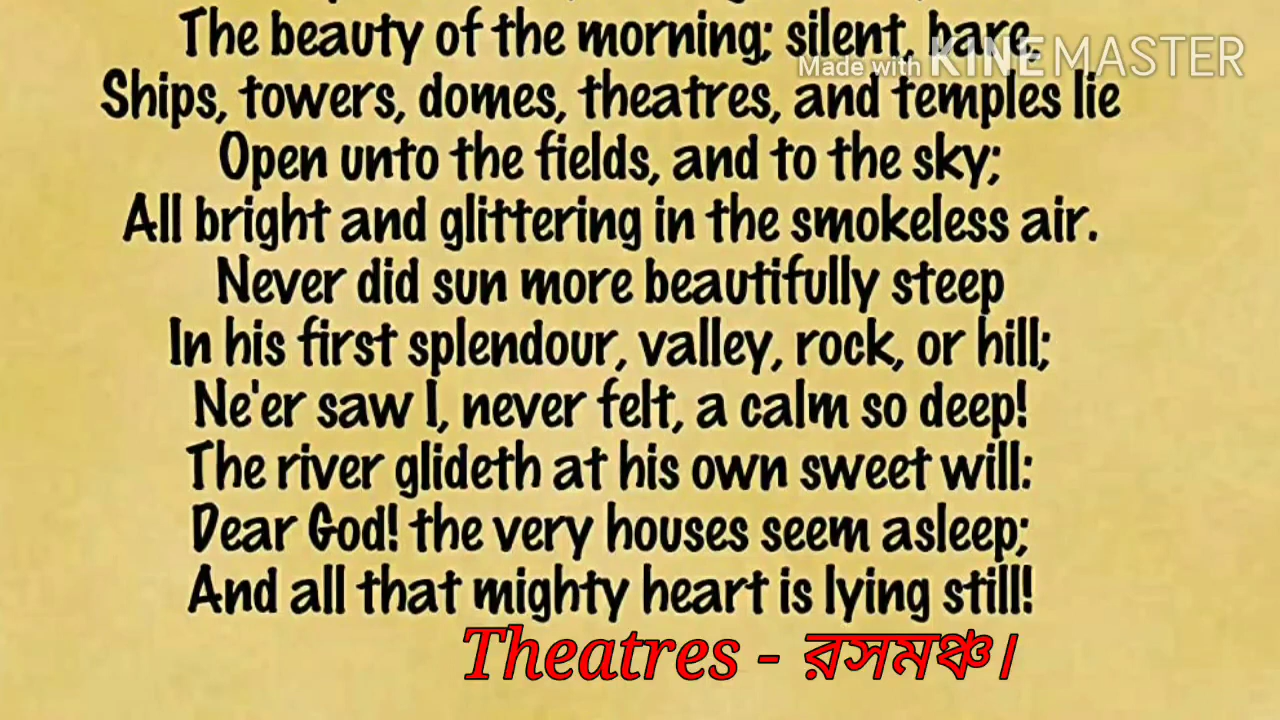 The beauty of the morning; silent, bare,
Made with KINEMASTER
Ships, towers, domes, theatres, and temples lie
Open unto the fields, and to the sky;
All bright and glittering in the smokeless air.
Never did sun more beautifully steep
In his first splendour, valley, rock, or hill;
Ne'er saw I, never felt, a calm so deep!
The river glideth at his own sweet will:
Dear God! the very houses seem asleep;
And all that mighty heart is lying still!
Theatres - রসমঞ্চ।